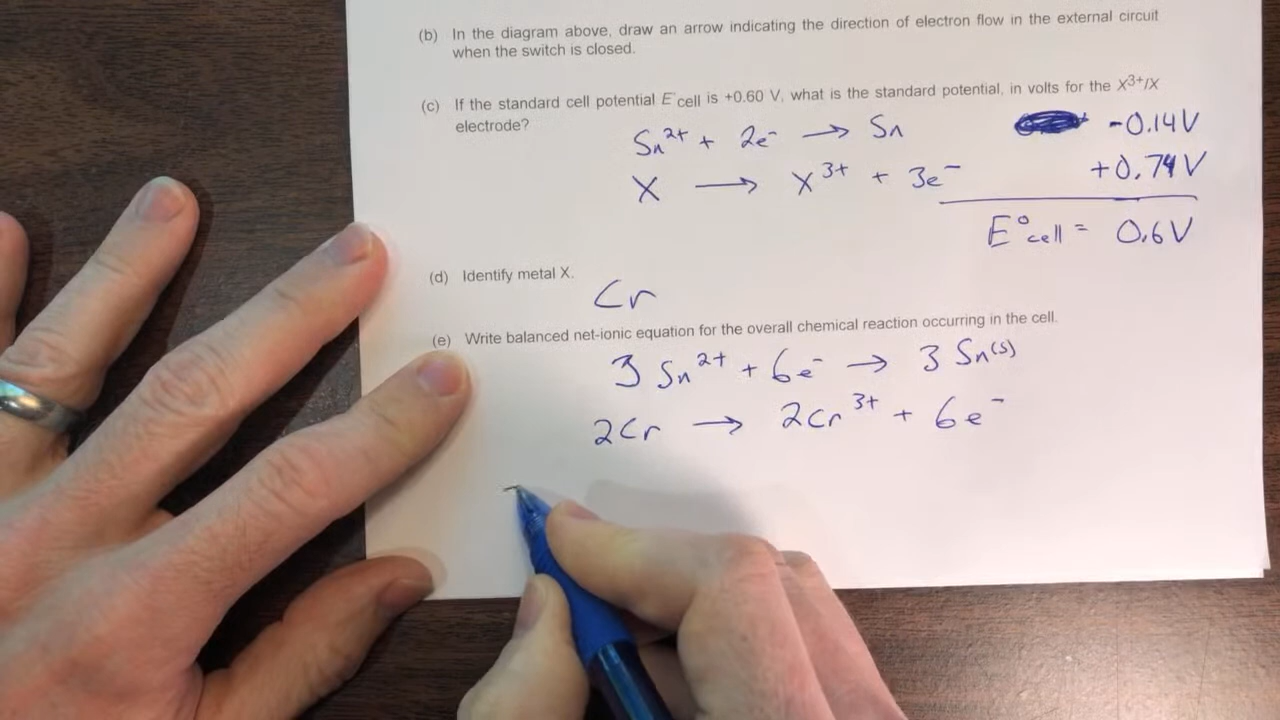 (b) In the diagram above, draw an arrow indicating the direction of electron flow in the external circuit
when the switch is closed.
(c) If the standard cell potential E°cell is +0.60 V, what is the standard potential, in volts for the X³⁺/X
electrode?
Sn²⁺ + 2e⁻ → Sn -0.14V
X → X³⁺ + 3e⁻ +0.74V
E°cell = 0.6V
(d) Identify metal X.
Cr
(e) Write balanced net-ionic equation for the overall chemical reaction occurring in the cell.
3 Sn²⁺ + 6e⁻ → 3 Sn(s)
2Cr → 2Cr³⁺ + 6e⁻